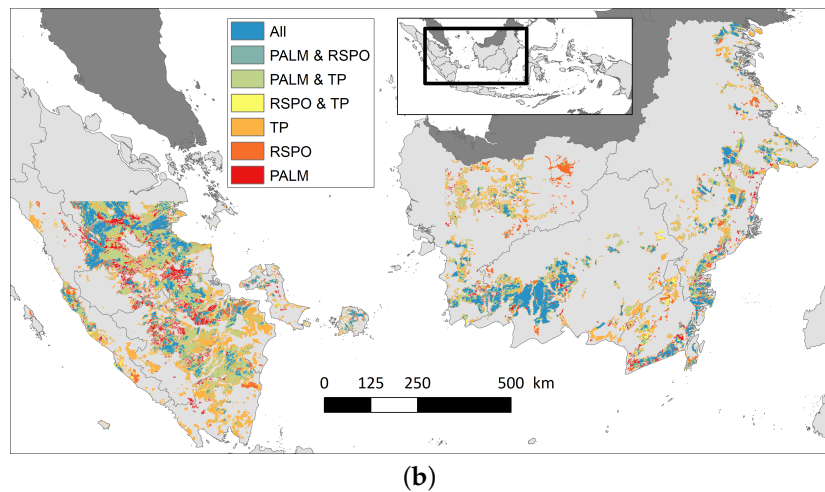 All
PALM & RSPO
PALM & TP
RSPO & TP
TP
RSPO
PALM
0 125 250 500 km
(b)